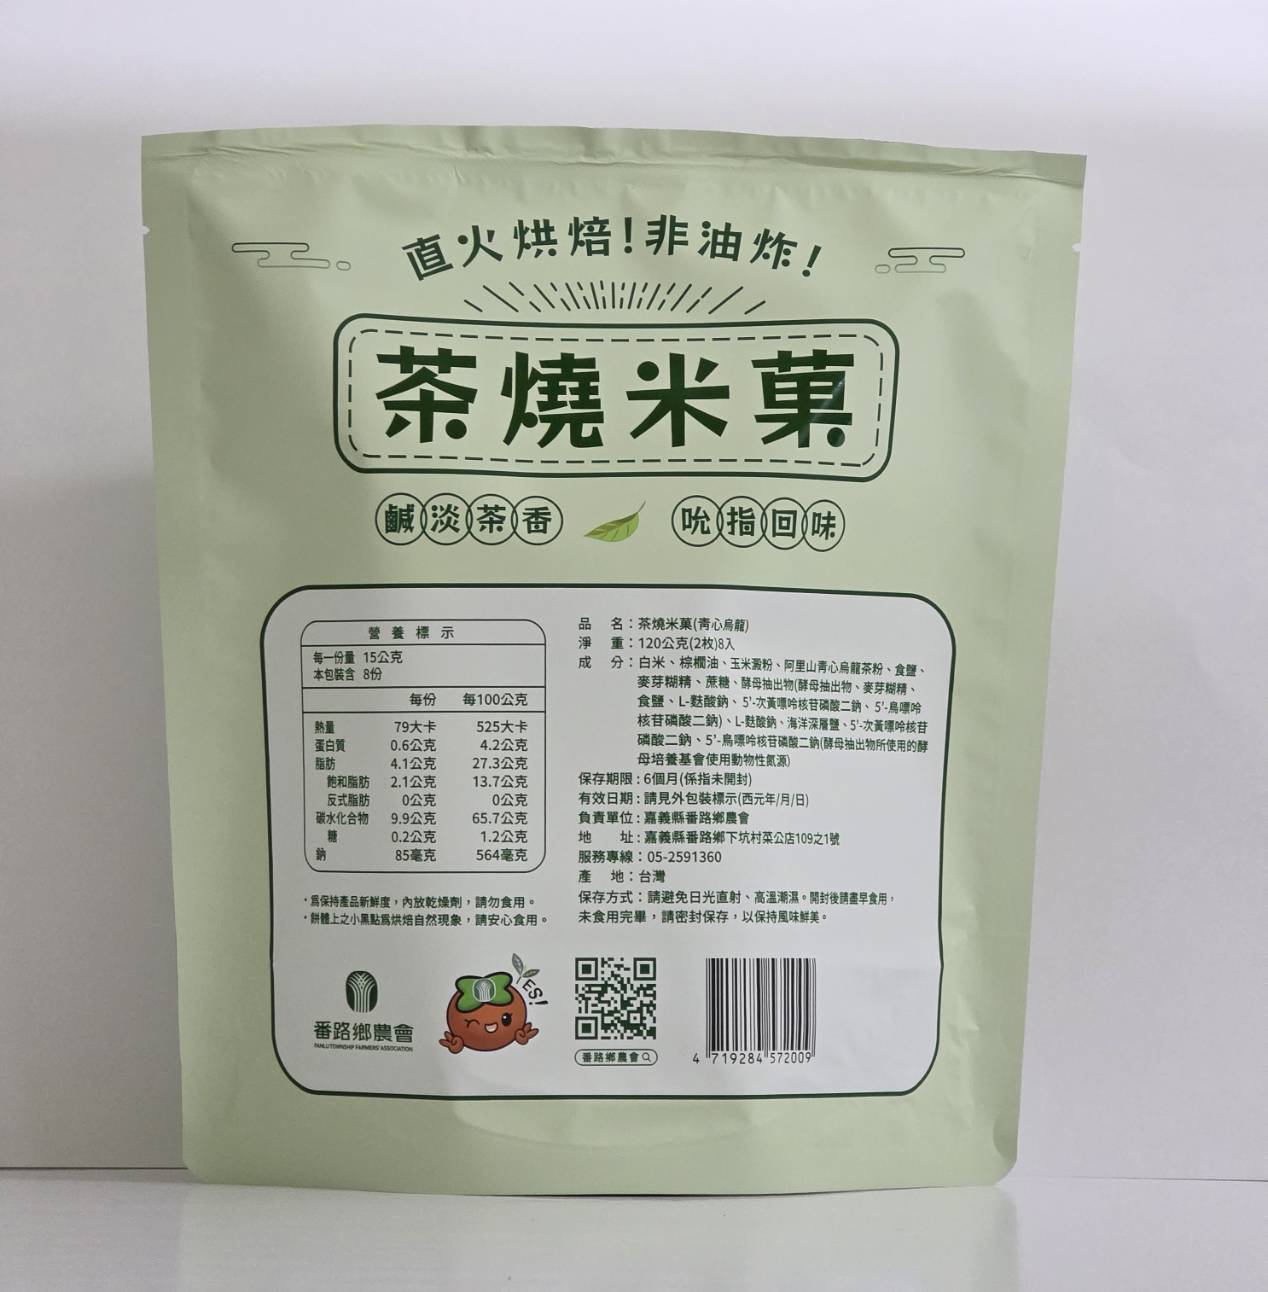 直火烘焙!非油炸!
茶燒米菓
鹹淡茶香
吮指回味
營養標示
每一份量 15公克
本包裝含 8份
每份 每100公克
熱量 79大卡 525大卡
蛋白質 0.6公克 4.2公克
脂肪 4.1公克 27.3公克
飽和脂肪 2.1公克 13.7公克
反式脂肪 0公克 0公克
碳水化合物 9.9公克 65.7公克
糖 0.2公克 1.2公克
鈉 85毫克 564毫克
・為保持產品新鮮度,內放乾燥劑,請勿食用。
・餅體上之小黑點為烘焙自然現象,請安心食用。
品 名:茶燒米菓(青心烏龍)
淨 重:120公克(2枚)8入
成 分:白米、棕櫚油、玉米澱粉、阿里山青心烏龍茶粉、食鹽、
麥芽糊精、蔗糖、酵母抽出物(酵母抽出物、麥芽糊精、
食鹽、L-麩酸鈉、5'-次黃嘌呤核苷磷酸二鈉、5'-鳥嘌呤
核苷磷酸二鈉)、L-麩酸鈉、海洋深層鹽、5'-次黃嘌呤核苷
磷酸二鈉、5'-鳥嘌呤核苷磷酸二鈉(酵母抽出物所使用的酵
母培養基會使用動物性氮源)
保存期限:6個月(係指未開封)
有效日期:請見外包裝標示(西元年/月/日)
負責單位:嘉義縣番路鄉農會
地 址:嘉義縣番路鄉下坑村菜公店109之1號
服務專線:05-2591360
產 地:台灣
保存方式:請避免日光直射、高溫潮濕。開封後請盡早食用,
未食用完畢,請密封保存,以保持風味鮮美。
番路鄉農會
FANLU TOWNSHIP FARMERS' ASSOCIATION
YES!
番路鄉農會
4 719284 572009